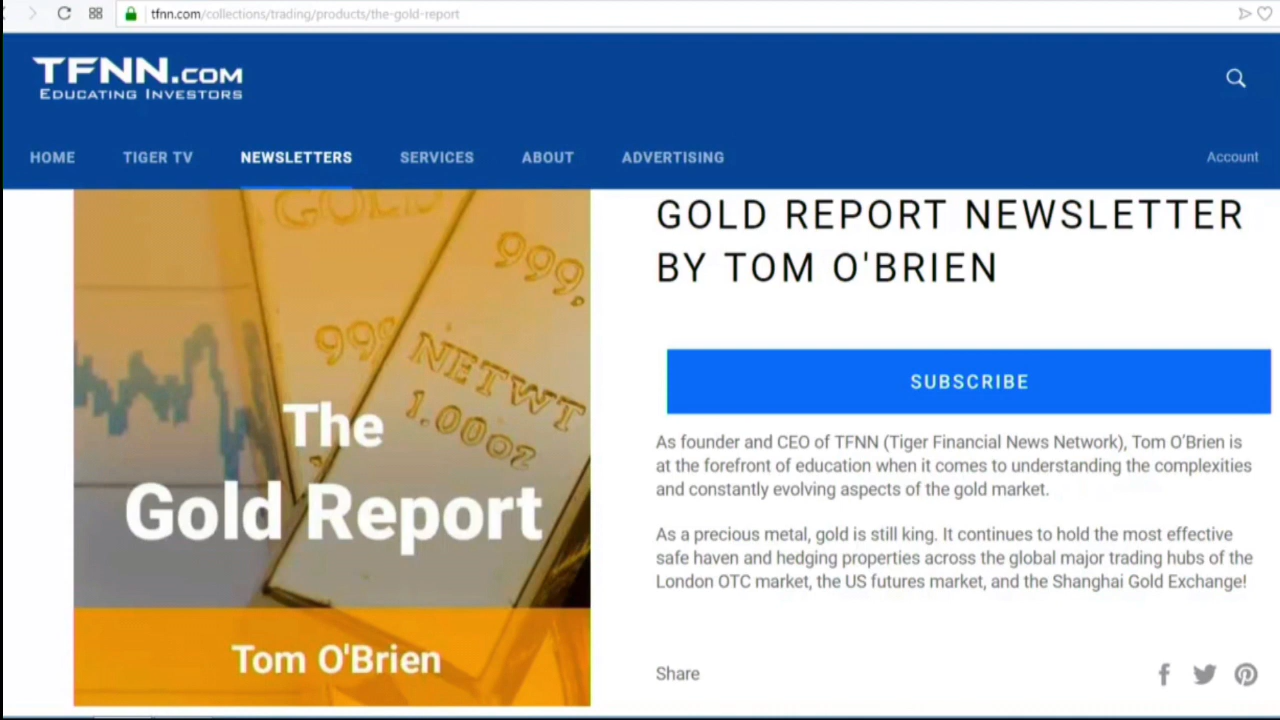 tfnn.com/collections/trading/products/the-gold-report
TFNN.COM
EDUCATING INVESTORS
HOME TIGER TV NEWSLETTERS SERVICES ABOUT ADVERTISING Account
GOLD
999.
999
NET WT
1.00oz
The
Gold Report
Tom O'Brien
GOLD REPORT NEWSLETTER
BY TOM O'BRIEN
SUBSCRIBE
As founder and CEO of TFNN (Tiger Financial News Network), Tom O'Brien is
at the forefront of education when it comes to understanding the complexities
and constantly evolving aspects of the gold market.
As a precious metal, gold is still king. It continues to hold the most effective
safe haven and hedging properties across the global major trading hubs of the
London OTC market, the US futures market, and the Shanghai Gold Exchange!
Share